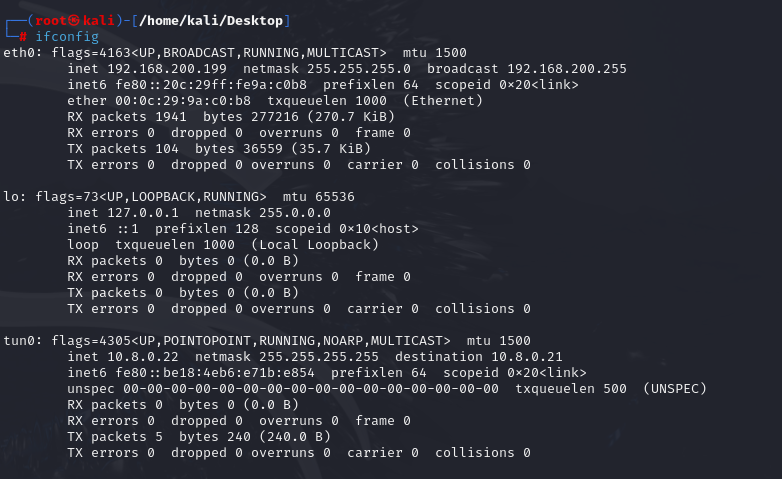 ┌──(root㉿kali)-[/home/kali/Desktop]
└─# ifconfig
eth0: flags=4163<UP,BROADCAST,RUNNING,MULTICAST>  mtu 1500
        inet 192.168.200.199  netmask 255.255.255.0  broadcast 192.168.200.255
        inet6 fe80::20c:29ff:fe9a:c0b8  prefixlen 64  scopeid 0×20<link>
        ether 00:0c:29:9a:c0:b8  txqueuelen 1000  (Ethernet)
        RX packets 1941  bytes 277216 (270.7 KiB)
        RX errors 0  dropped 0  overruns 0  frame 0
        TX packets 104  bytes 36559 (35.7 KiB)
        TX errors 0  dropped 0 overruns 0  carrier 0  collisions 0

lo: flags=73<UP,LOOPBACK,RUNNING>  mtu 65536
        inet 127.0.0.1  netmask 255.0.0.0
        inet6 ::1  prefixlen 128  scopeid 0×10<host>
        loop  txqueuelen 1000  (Local Loopback)
        RX packets 0  bytes 0 (0.0 B)
        RX errors 0  dropped 0  overruns 0  frame 0
        TX packets 0  bytes 0 (0.0 B)
        TX errors 0  dropped 0 overruns 0  carrier 0  collisions 0

tun0: flags=4305<UP,POINTOPOINT,RUNNING,NOARP,MULTICAST>  mtu 1500
        inet 10.8.0.22  netmask 255.255.255.255  destination 10.8.0.21
        inet6 fe80::be18:4eb6:e71b:e854  prefixlen 64  scopeid 0×20<link>
        unspec 00-00-00-00-00-00-00-00-00-00-00-00-00-00-00-00  txqueuelen 500  (UNSPEC)
        RX packets 0  bytes 0 (0.0 B)
        RX errors 0  dropped 0  overruns 0  frame 0
        TX packets 5  bytes 240 (240.0 B)
        TX errors 0  dropped 0 overruns 0  carrier 0  collisions 0